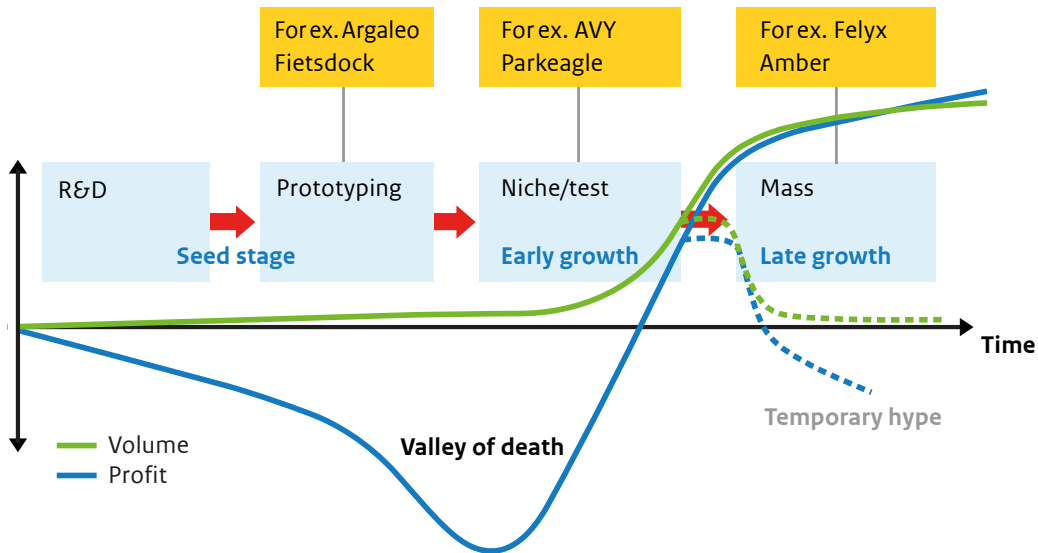 For ex. Argaleo
Fietsdock
For ex. AVY
Parkeagle
For ex. Felyx
Amber
R&D
Prototyping
Niche/test
Mass
Seed stage
Early growth
Late growth
Time
Temporary hype
Valley of death
Volume
Profit